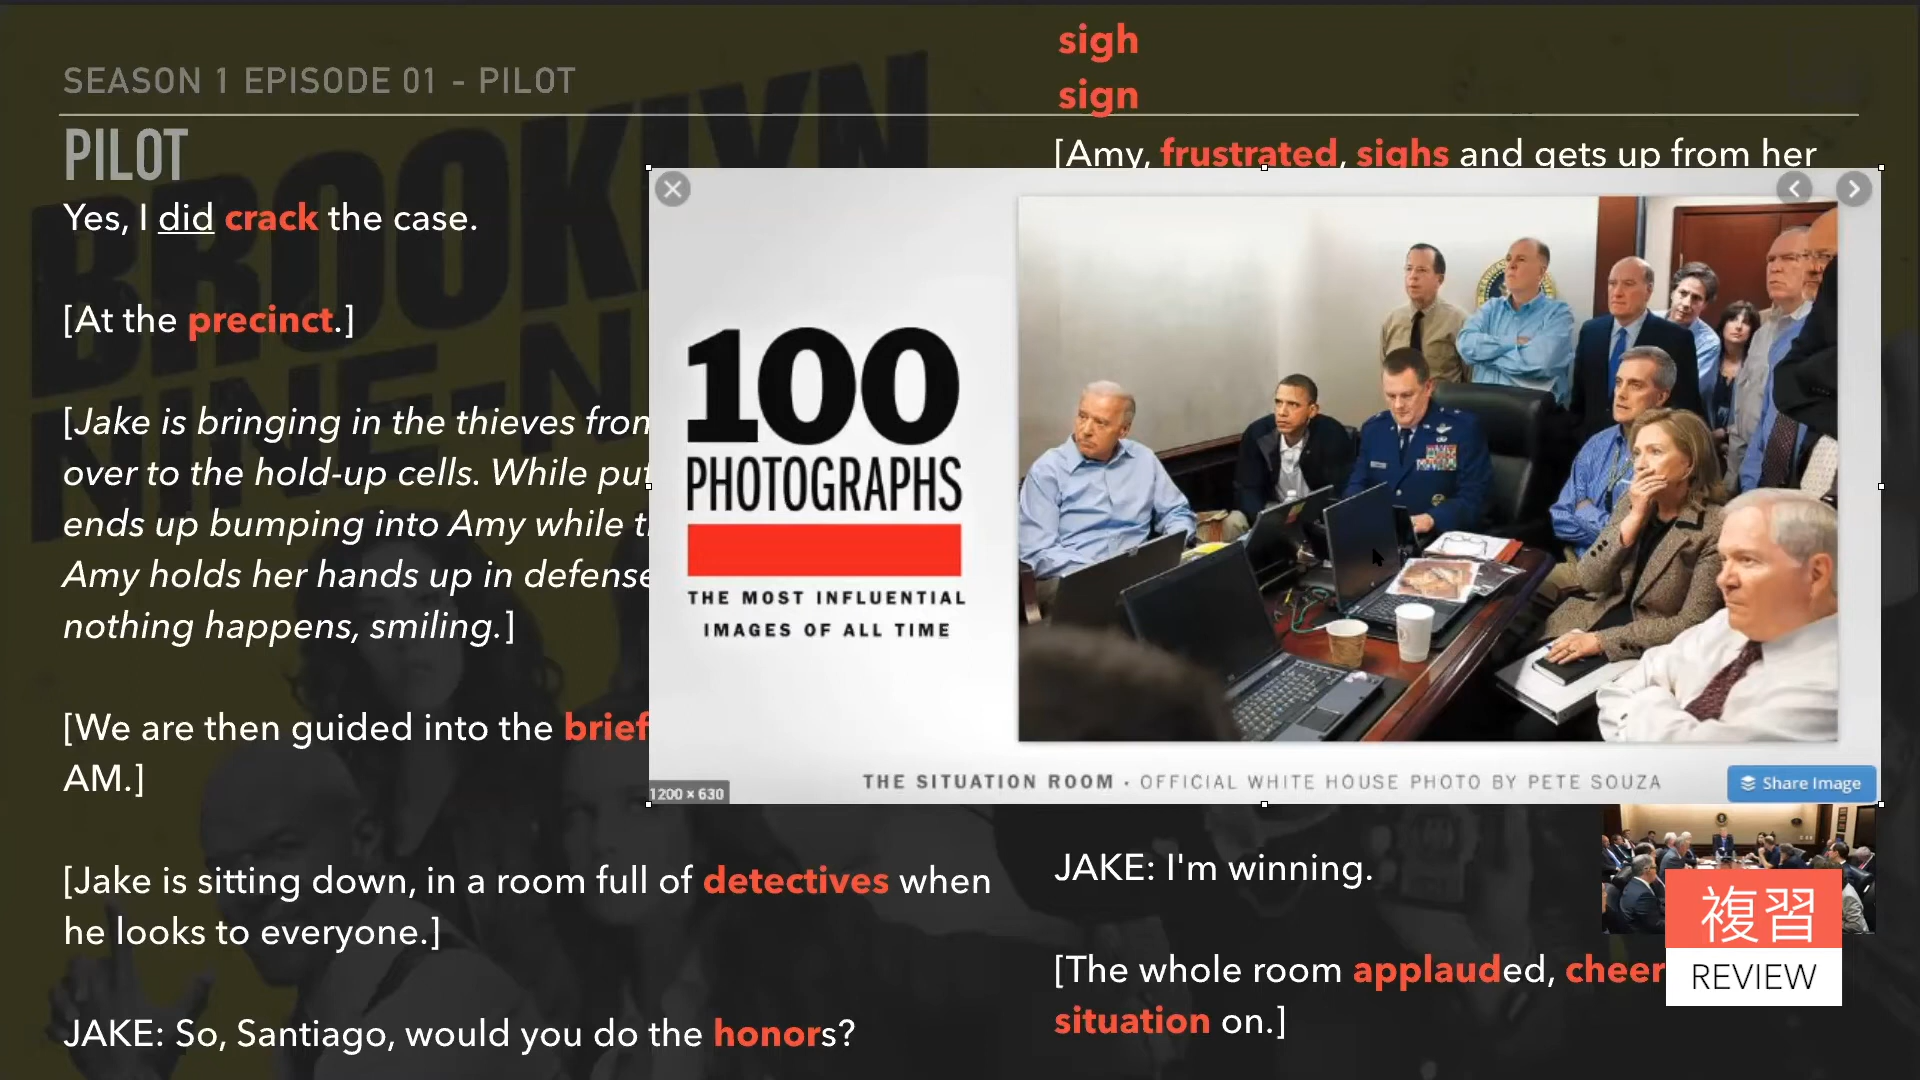 SEASON 1 EPISODE 01 - PILOT
PILOT
Yes, I did crack the case.
[At the precinct.]
[Jake is bringing in the thieves from
over to the hold-up cells. While put
ends up bumping into Amy while t
Amy holds her hands up in defense
nothing happens, smiling.]
[We are then guided into the brief
AM.]
[Jake is sitting down, in a room full of detectives when
he looks to everyone.]
JAKE: So, Santiago, would you do the honors?
sigh
sign
[Amy, frustrated, sighs and gets up from her
100
PHOTOGRAPHS
THE MOST INFLUENTIAL
IMAGES OF ALL TIME
THE SITUATION ROOM · OFFICIAL WHITE HOUSE PHOTO BY PETE SOUZA
1200 × 630
Share Image
JAKE: I'm winning.
[The whole room applauded, cheer
situation on.]
複習
REVIEW
BROOKLYN
NINE-N